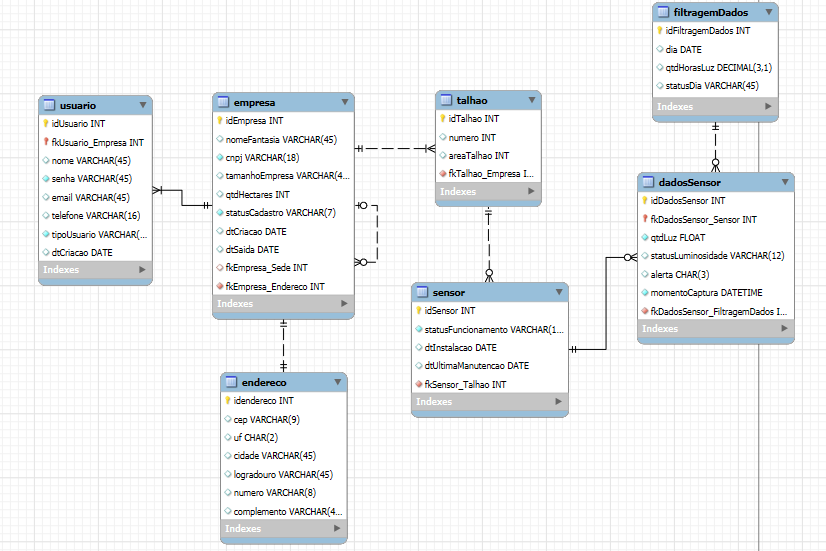 filtragemDados
idFiltragemDados INT
dia DATE
qtdHorasLuz DECIMAL(3,1)
statusDia VARCHAR(45)
Indexes
usuario
idUsuario INT
fkUsuario_Empresa INT
nome VARCHAR(45)
senha VARCHAR(45)
email VARCHAR(45)
telefone VARCHAR(16)
tipoUsuario VARCHAR(...
dtCriacao DATE
Indexes
empresa
idEmpresa INT
nomeFantasia VARCHAR(45)
cnpj VARCHAR(18)
tamanhoEmpresa VARCHAR(4...
qtdHectares INT
statusCadastro VARCHAR(7)
dtCriacao DATE
dtSaida DATE
fkEmpresa_Sede INT
fkEmpresa_Endereco INT
Indexes
talhao
idTalhao INT
numero INT
areaTalhao INT
fkTalhao_Empresa I...
Indexes
dadosSensor
idDadosSensor INT
fkDadosSensor_Sensor INT
qtdLuz FLOAT
statusLuminosidade VARCHAR(12)
alerta CHAR(3)
momentoCaptura DATETIME
fkDadosSensor_FiltragemDados I...
Indexes
sensor
idSensor INT
statusFuncionamento VARCHAR(1...
dtInstalacao DATE
dtUltimaManutencao DATE
fkSensor_Talhao INT
Indexes
endereco
idendereco INT
cep VARCHAR(9)
uf CHAR(2)
cidade VARCHAR(45)
logradouro VARCHAR(45)
numero VARCHAR(8)
complemento VARCHAR(4...
Indexes